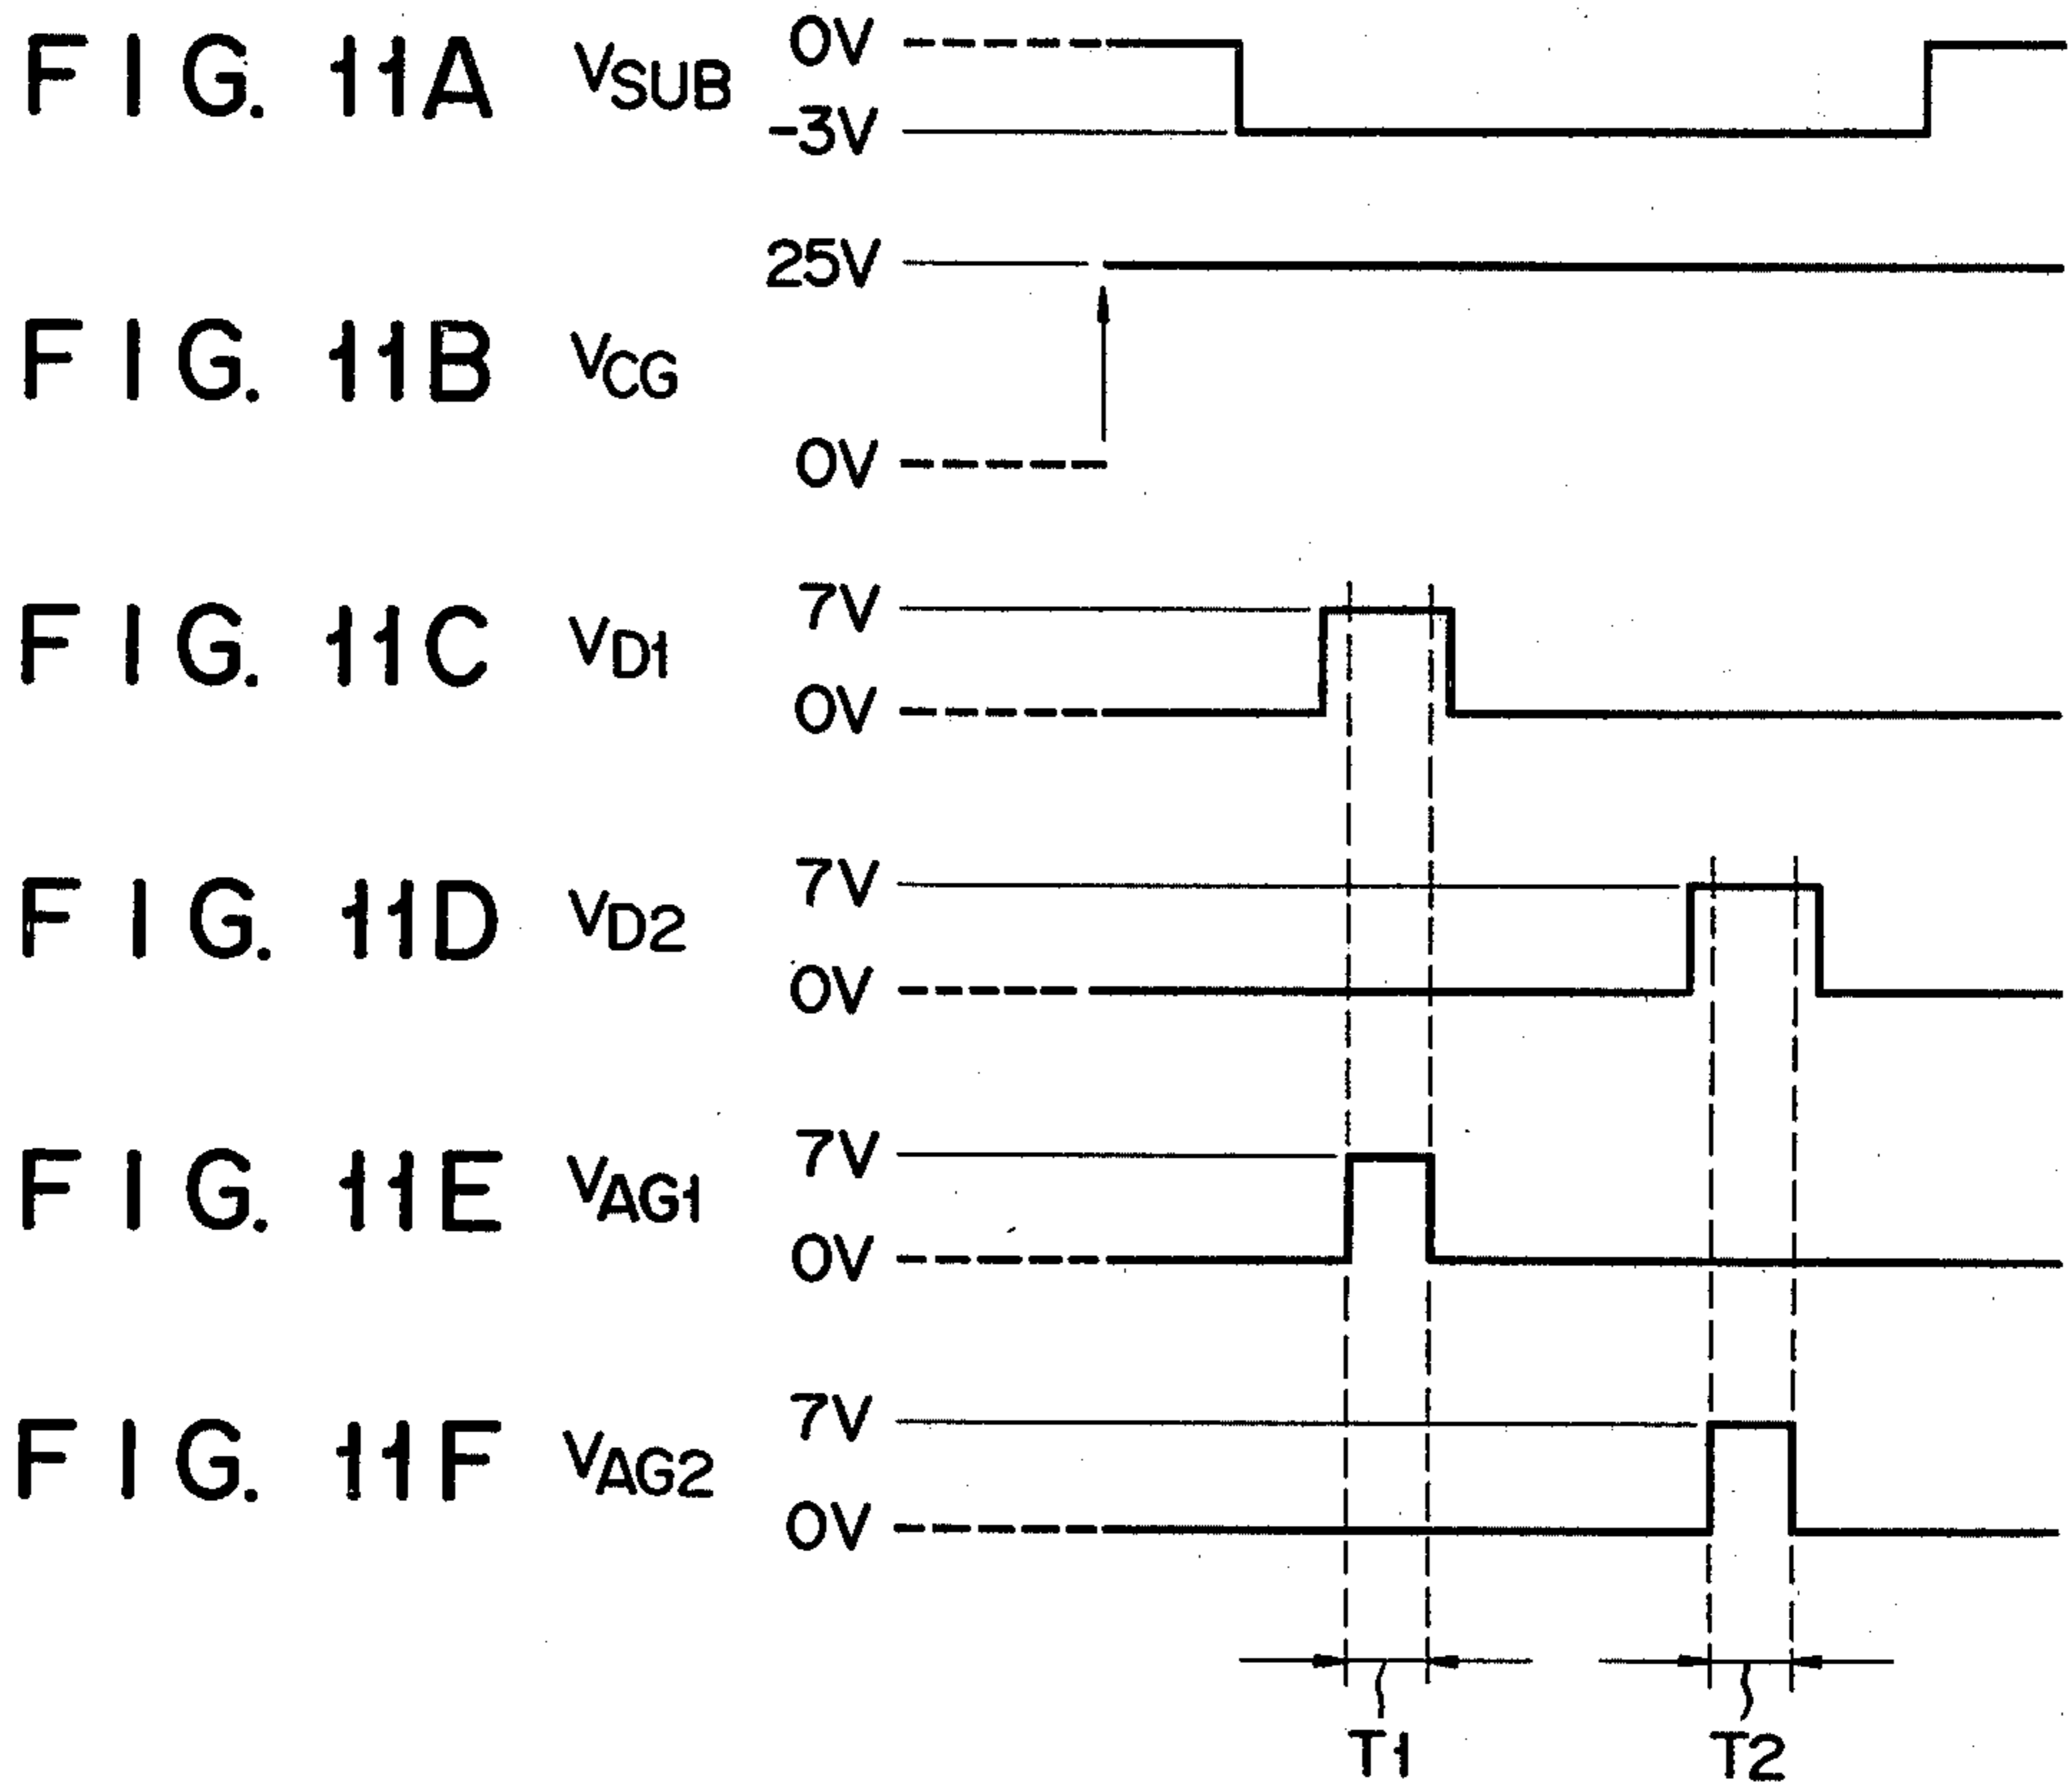 FIG. 11A VSUB 0V
-3V
25V
FIG. 11B VCG
0V
FIG. 11C VD1 7V
0V
FIG. 11D VD2 7V
0V
FIG. 11E VAG1 7V
0V
FIG. 11F VAG2 7V
0V
T1 T2